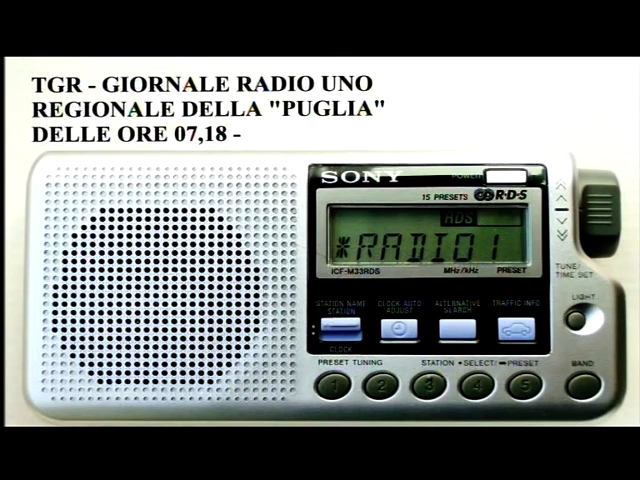 TGR - GIORNALE RADIO UNO
REGIONALE DELLA "PUGLIA"
DELLE ORE 07,18 -
SONY
POWER
15 PRESETS R·D·S
RDS
*RADIO1
ICF-M33RDS MHz/kHz PRESET
TUNE/
TIME SET
STATION NAME CLOCK AUTO ALTERNATIVE TRAFFIC INFO
STATION ADJUST SEARCH
LIGHT
CLOCK
PRESET TUNING STATION •SELECT/ PRESET BAND
1 2 3 4 5